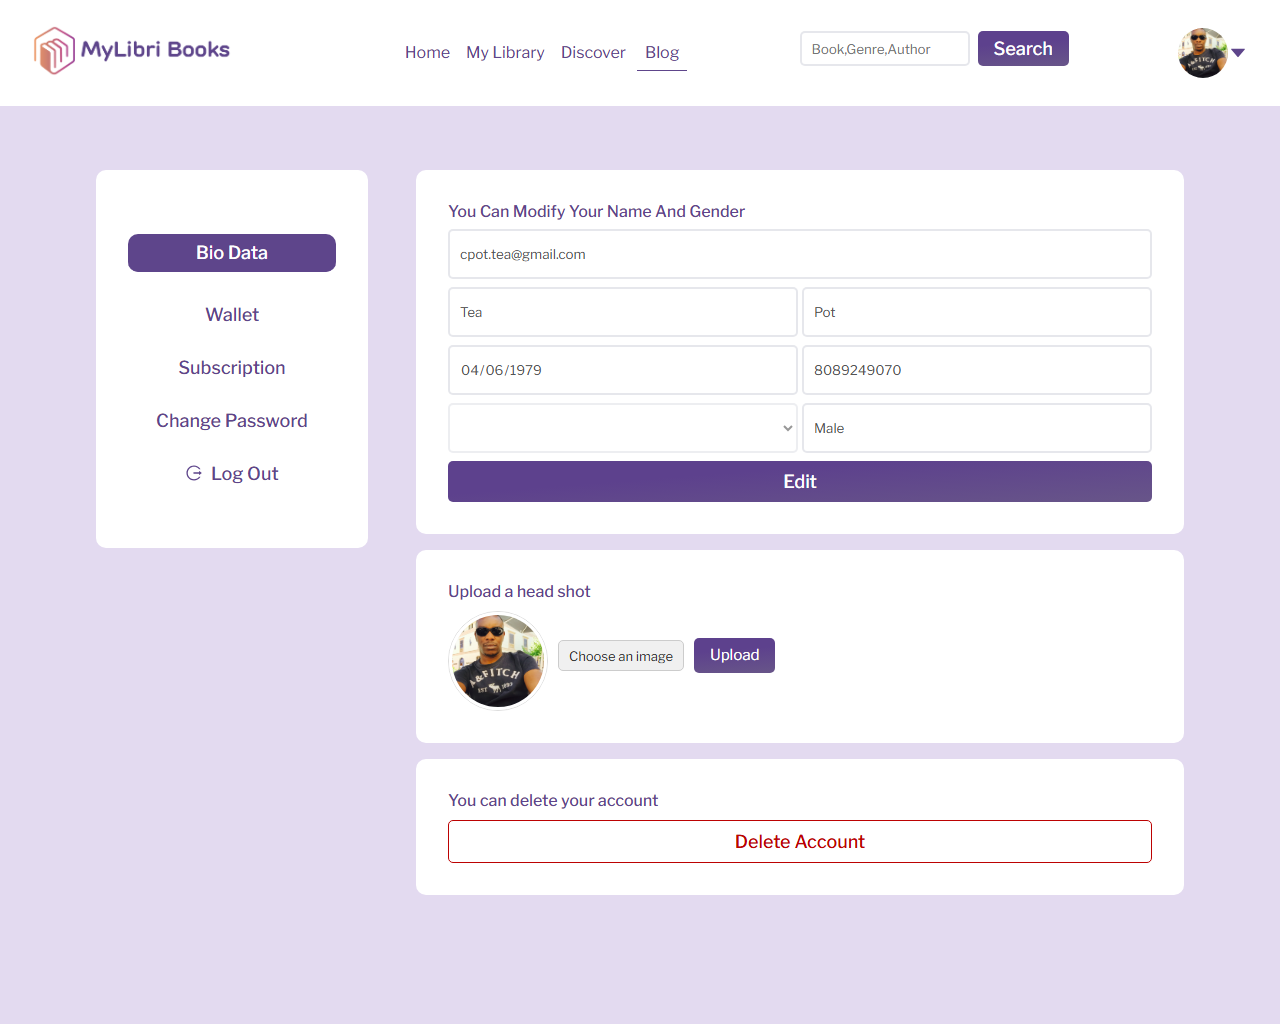 MyLibri Books
Home My Library Discover Blog
Book,Genre,Author Search
Bio Data
Wallet
Subscription
Change Password
Log Out
You Can Modify Your Name And Gender
cpot.tea@gmail.com
Tea Pot
04/06/1979 8089249070
Male
Edit
Upload a head shot
A&FITCH
Choose an image Upload
You can delete your account
Delete Account